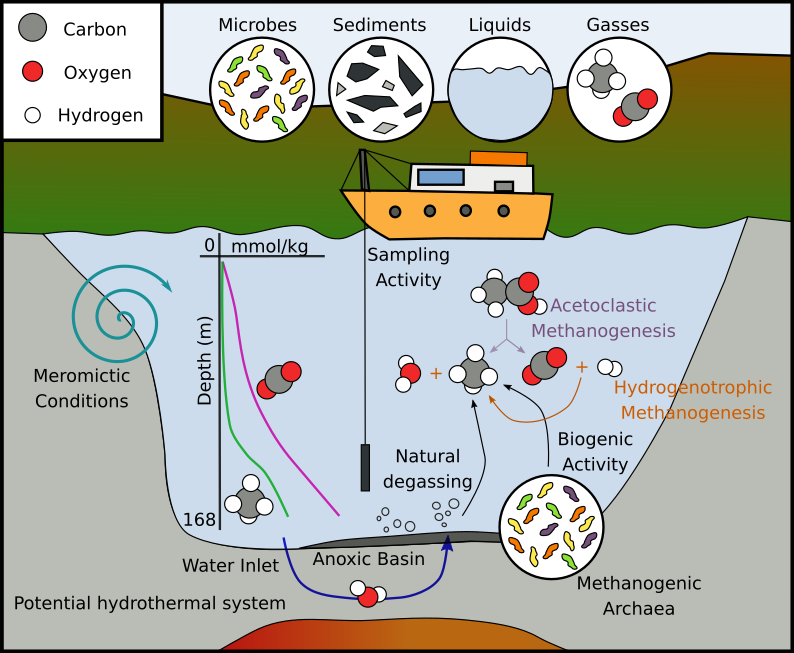 Carbon
Oxygen
Hydrogen
Microbes
Sediments
Liquids
Gasses
0
mmol/kg
Depth (m)
168
Sampling
Activity
Meromictic
Conditions
Acetoclastic
Methanogenesis
+
+
Hydrogenotrophic
Methanogenesis
Natural
degassing
Biogenic
Activity
Water Inlet
Anoxic Basin
Methanogenic
Archaea
Potential hydrothermal system